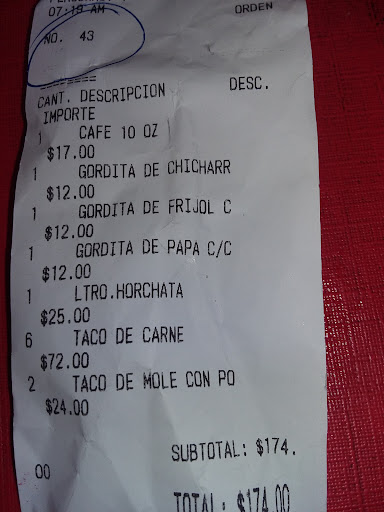 07:19 AM ORDEN
NO. 43
=======
CANT. DESCRIPCION DESC.
IMPORTE
1 CAFE 10 OZ
$17.00
1 GORDITA DE CHICHARR
$12.00
1 GORDITA DE FRIJOL C
$12.00
1 GORDITA DE PAPA C/C
$12.00
1 LTRO.HORCHATA
$25.00
6 TACO DE CARNE
$72.00
2 TACO DE MOLE CON PO
$24.00
SUBTOTAL: $174.
00
TOTAL: $174.00